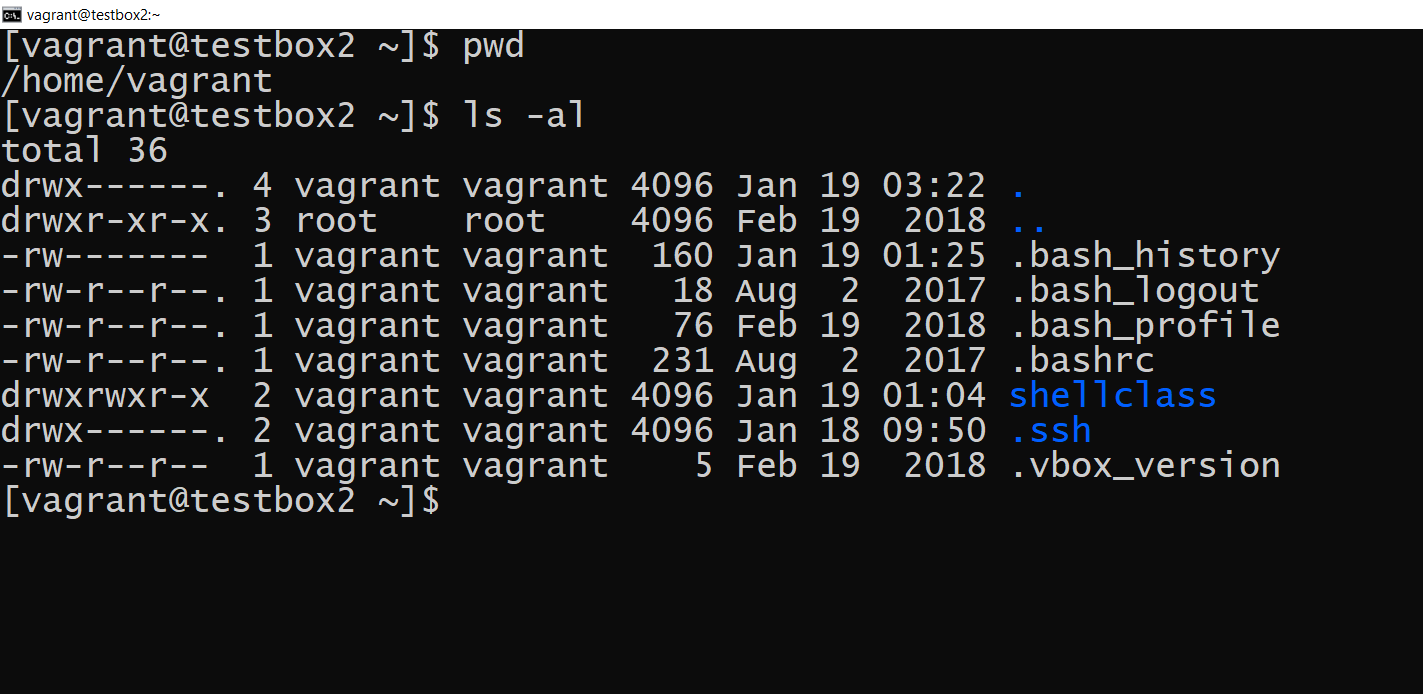 vagrant@testbox2:~
[vagrant@testbox2 ~]$ pwd
/home/vagrant
[vagrant@testbox2 ~]$ ls -al
total 36
drwx------. 4 vagrant vagrant 4096 Jan 19 03:22 .
drwxr-xr-x. 3 root    root    4096 Feb 19  2018 ..
-rw-------  1 vagrant vagrant  160 Jan 19 01:25 .bash_history
-rw-r--r--. 1 vagrant vagrant   18 Aug  2  2017 .bash_logout
-rw-r--r--. 1 vagrant vagrant   76 Feb 19  2018 .bash_profile
-rw-r--r--. 1 vagrant vagrant  231 Aug  2  2017 .bashrc
drwxrwxr-x  2 vagrant vagrant 4096 Jan 19 01:04 shellclass
drwx------. 2 vagrant vagrant 4096 Jan 18 09:50 .ssh
-rw-r--r--  1 vagrant vagrant    5 Feb 19  2018 .vbox_version
[vagrant@testbox2 ~]$